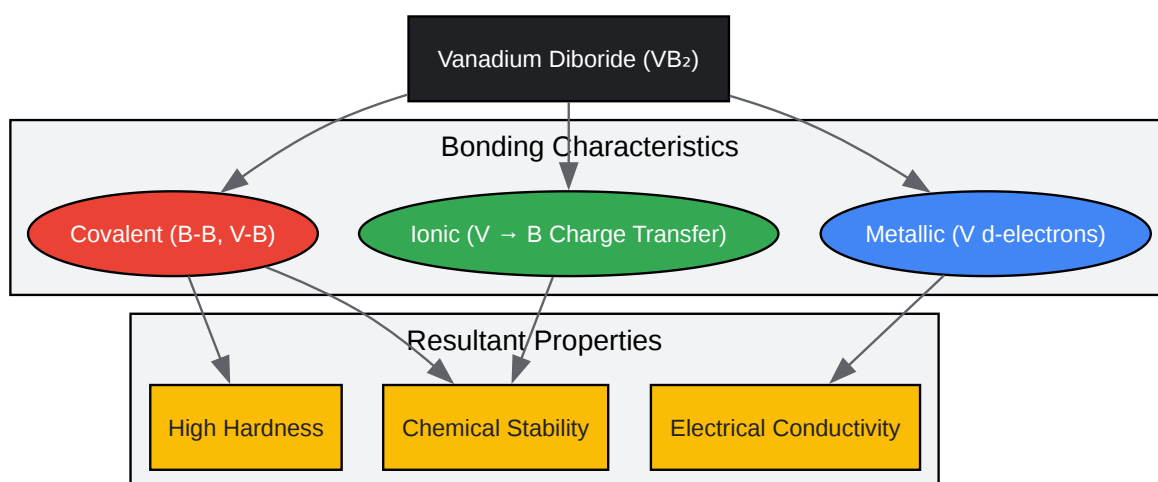 Vanadium Diboride (VB₂)
Bonding Characteristics
Covalent (B-B, V-B)
Ionic (V → B Charge Transfer)
Metallic (V d-electrons)
Resultant Properties
High Hardness
Chemical Stability
Electrical Conductivity